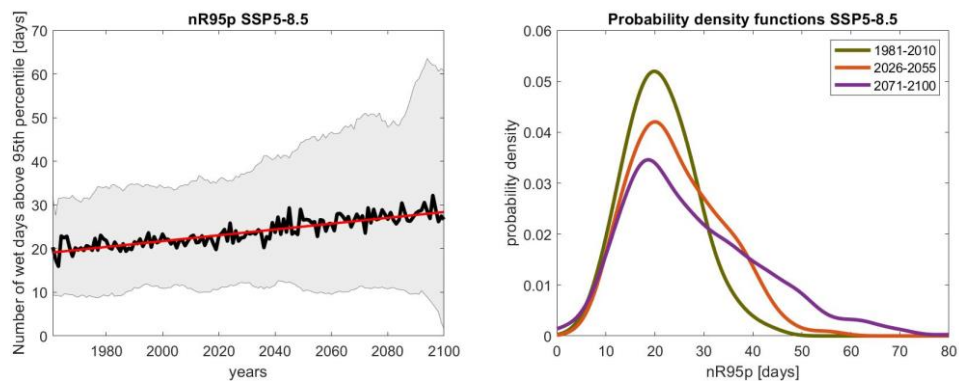 nR95p SSP5-8.5
Number of wet days above 95th percentile [days]
70
60
50
40
30
20
10
0
1980 2000 2020 2040 2060 2080 2100
years
Probability density functions SSP5-8.5
probability density
0.06
0.05
0.04
0.03
0.02
0.01
0
1981-2010
2026-2055
2071-2100
0 10 20 30 40 50 60 70 80
nR95p [days]